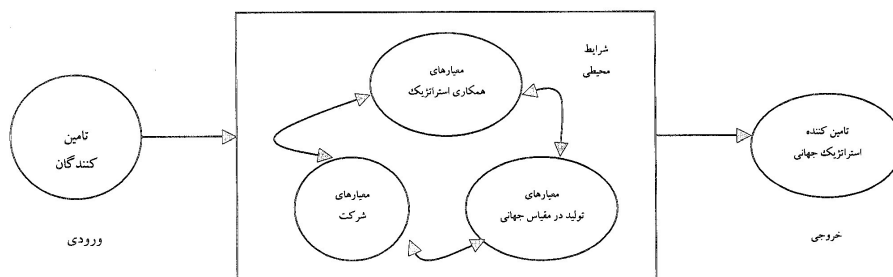 شرایط
محیطی
معیارهای
همکاری استراتژیک
تامین
کنندگان
تامین کننده
استراتژیک جهانی
معیارهای
شرکت
معیارهای
تولید در مقیاس جهانی
ورودی
خروجی